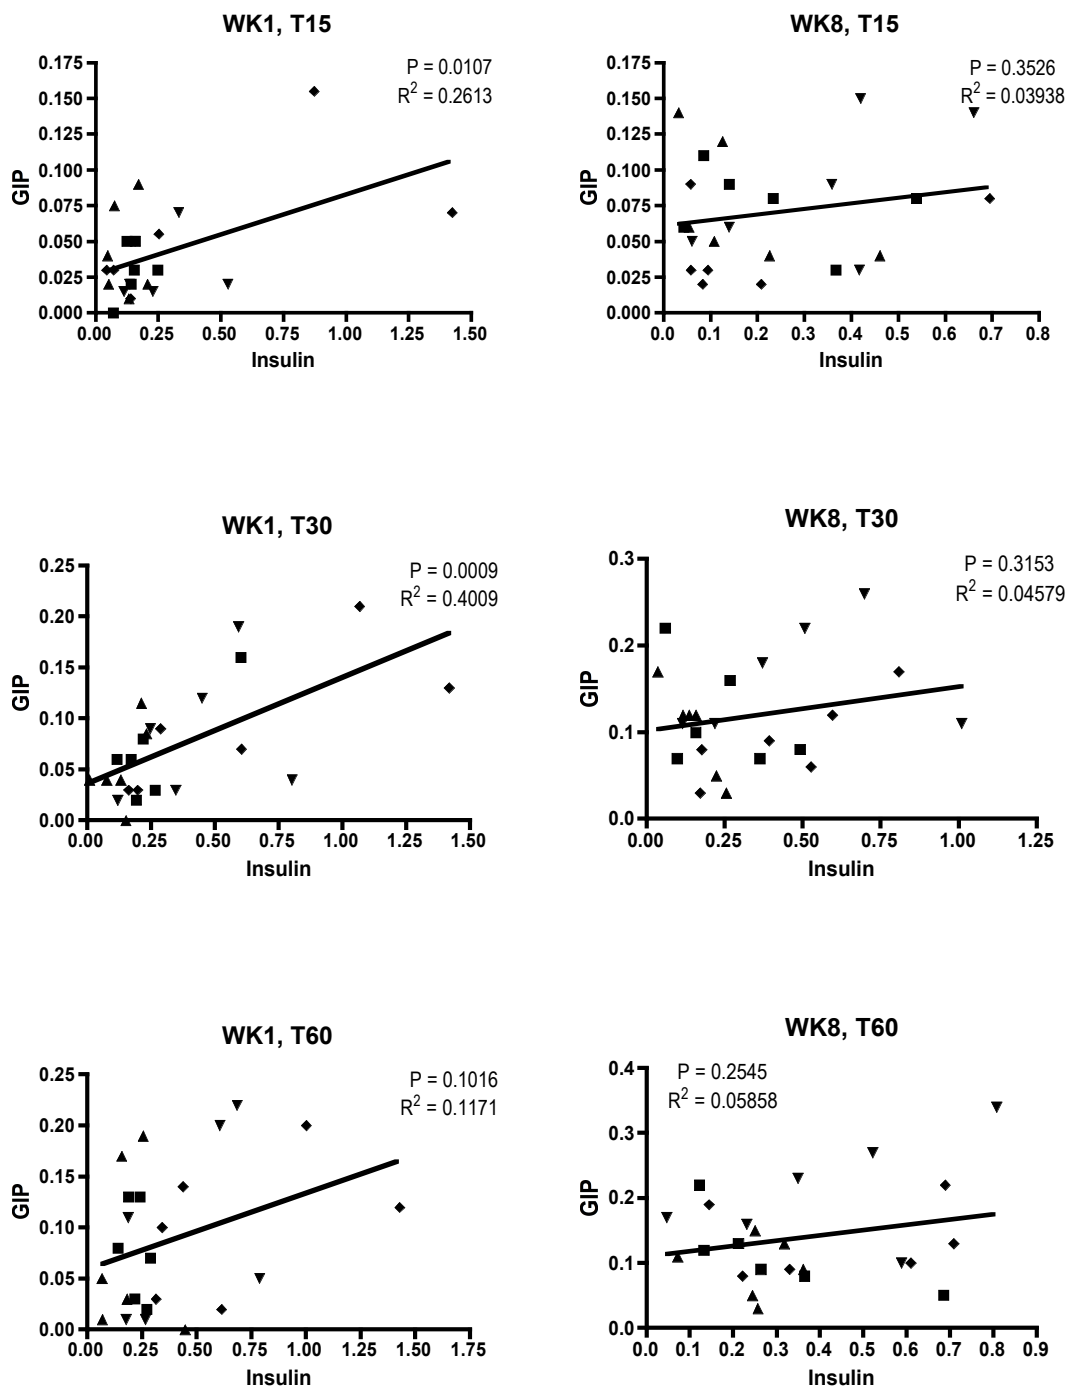 WK1, T15
P = 0.0107
R² = 0.2613
0.175
0.150
0.125
0.100
0.075
0.050
0.025
0.000
GIP
0.00 0.25 0.50 0.75 1.00 1.25 1.50
Insulin
WK8, T15
P = 0.3526
R² = 0.03938
0.175
0.150
0.125
0.100
0.075
0.050
0.025
0.000
GIP
0.0 0.1 0.2 0.3 0.4 0.5 0.6 0.7 0.8
Insulin
WK1, T30
P = 0.0009
R² = 0.4009
0.25
0.20
0.15
0.10
0.05
0.00
GIP
0.00 0.25 0.50 0.75 1.00 1.25 1.50
Insulin
WK8, T30
P = 0.3153
R² = 0.04579
0.3
0.2
0.1
0.0
GIP
0.00 0.25 0.50 0.75 1.00 1.25
Insulin
WK1, T60
P = 0.1016
R² = 0.1171
0.25
0.20
0.15
0.10
0.05
0.00
GIP
0.00 0.25 0.50 0.75 1.00 1.25 1.50 1.75
Insulin
WK8, T60
P = 0.2545
R² = 0.05858
0.4
0.3
0.2
0.1
0.0
GIP
0.0 0.1 0.2 0.3 0.4 0.5 0.6 0.7 0.8 0.9
Insulin